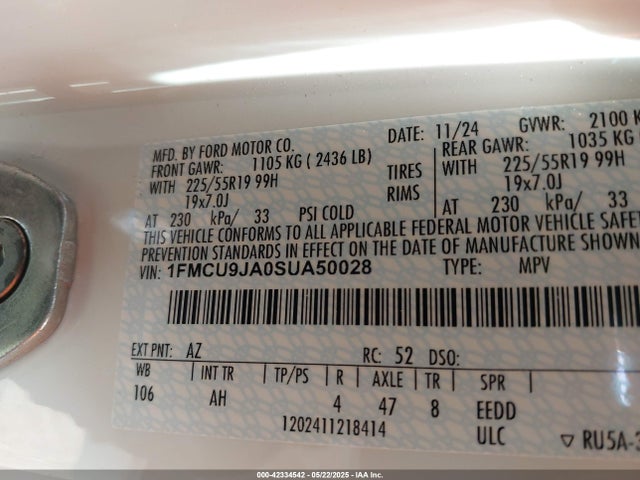 MFD. BY FORD MOTOR CO. DATE: 11/24 GVWR: 2100 K
FRONT GAWR: 1105 KG ( 2436 LB) REAR GAWR: 1035 KG
WITH 225/55R19 99H TIRES WITH 225/55R19 99H
19x7.0J RIMS 19x7.0J
AT 230 kPa/ 33 PSI COLD AT 230 kPa/ 33
THIS VEHICLE CONFORMS TO ALL APPLICABLE FEDERAL MOTOR VEHICLE SAFE
PREVENTION STANDARDS IN EFFECT ON THE DATE OF MANUFACTURE SHOWN
VIN: 1FMCU9JA0SUA50028 TYPE: MPV
EXT PNT: AZ RC: 52 DSO:
WB INT TR TP/PS R AXLE TR SPR
106 AH 4 47 8 EEDD
1202411218414 ULC ▽ RU5A-3
000-42334542 - 05/22/2025 - IAA Inc.